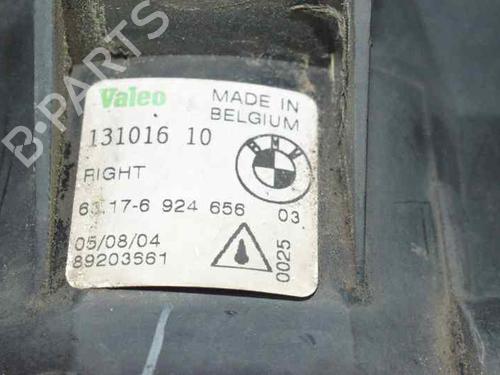 Valeo
MADE IN
BELGIUM
131016 10
BMW
RIGHT
63.17-6 924 656 03
05/08/04
89203561
0025
B-PARTS